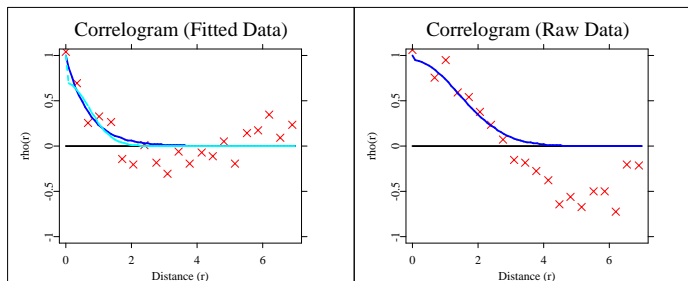 Correlogram (Fitted Data)
1
0.5
0
-0.5
-1
rho(r)
0 2 4 6
Distance (r)
Correlogram (Raw Data)
1
0.5
0
-0.5
-1
rho(r)
0 2 4 6
Distance (r)